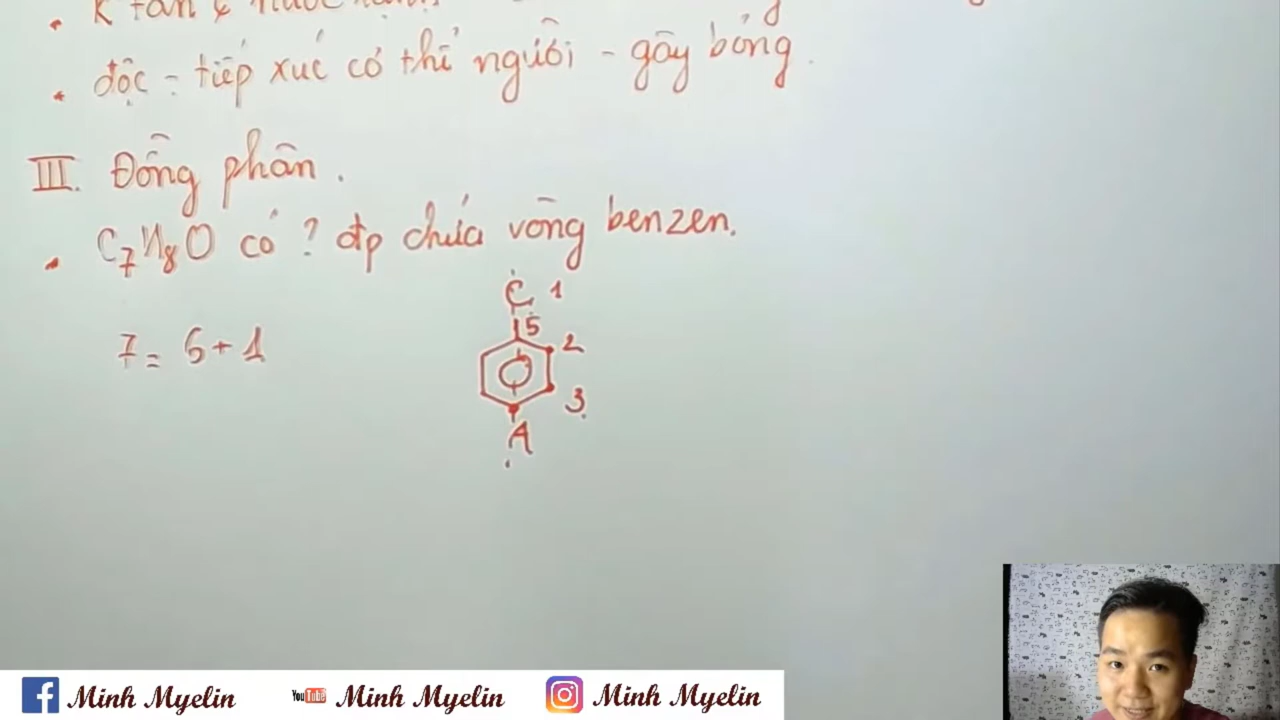 độc = tiếp xúc cơ thể người - gây bỏng.
III. Đồng phân.
C7H8O có ? đp chứa vòng benzen.
C 1
5
2
7 = 6 + 1
3
A
Minh Myelin YouTube Minh Myelin Minh Myelin